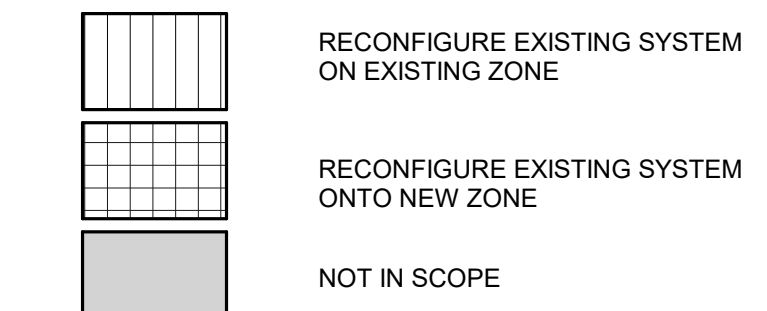 RECONFIGURE EXISTING SYSTEM
ON EXISTING ZONE
RECONFIGURE EXISTING SYSTEM
ONTO NEW ZONE
NOT IN SCOPE